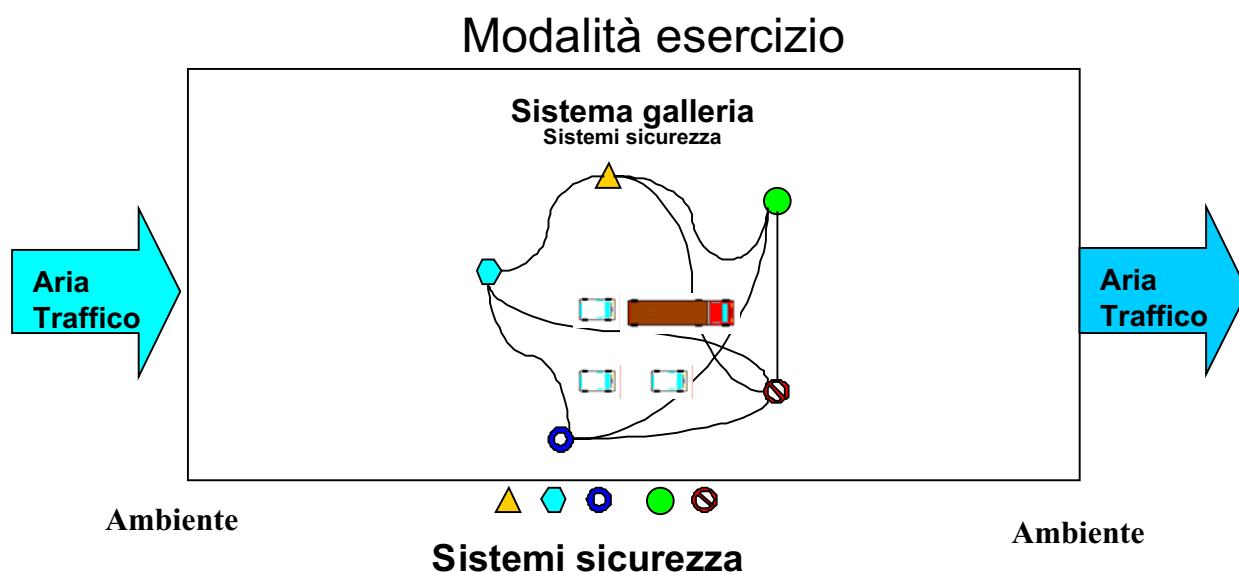 Modalità esercizio
Sistema galleria
Sistemi sicurezza
Aria
Traffico
Aria
Traffico
Ambiente
Ambiente
Sistemi sicurezza